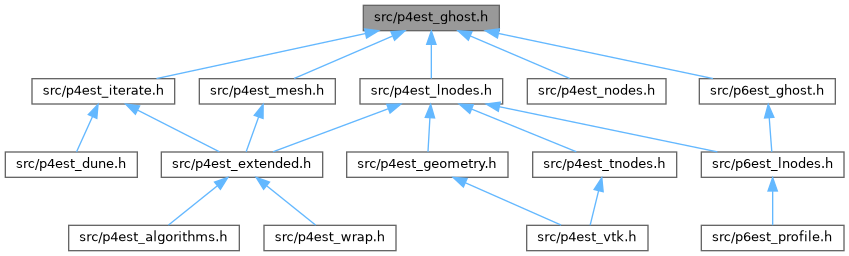 src/p4est_ghost.h
src/p4est_iterate.h
src/p4est_mesh.h
src/p4est_lnodes.h
src/p4est_nodes.h
src/p6est_ghost.h
src/p4est_dune.h
src/p4est_extended.h
src/p4est_geometry.h
src/p4est_tnodes.h
src/p6est_lnodes.h
src/p4est_algorithms.h
src/p4est_wrap.h
src/p4est_vtk.h
src/p6est_profile.h